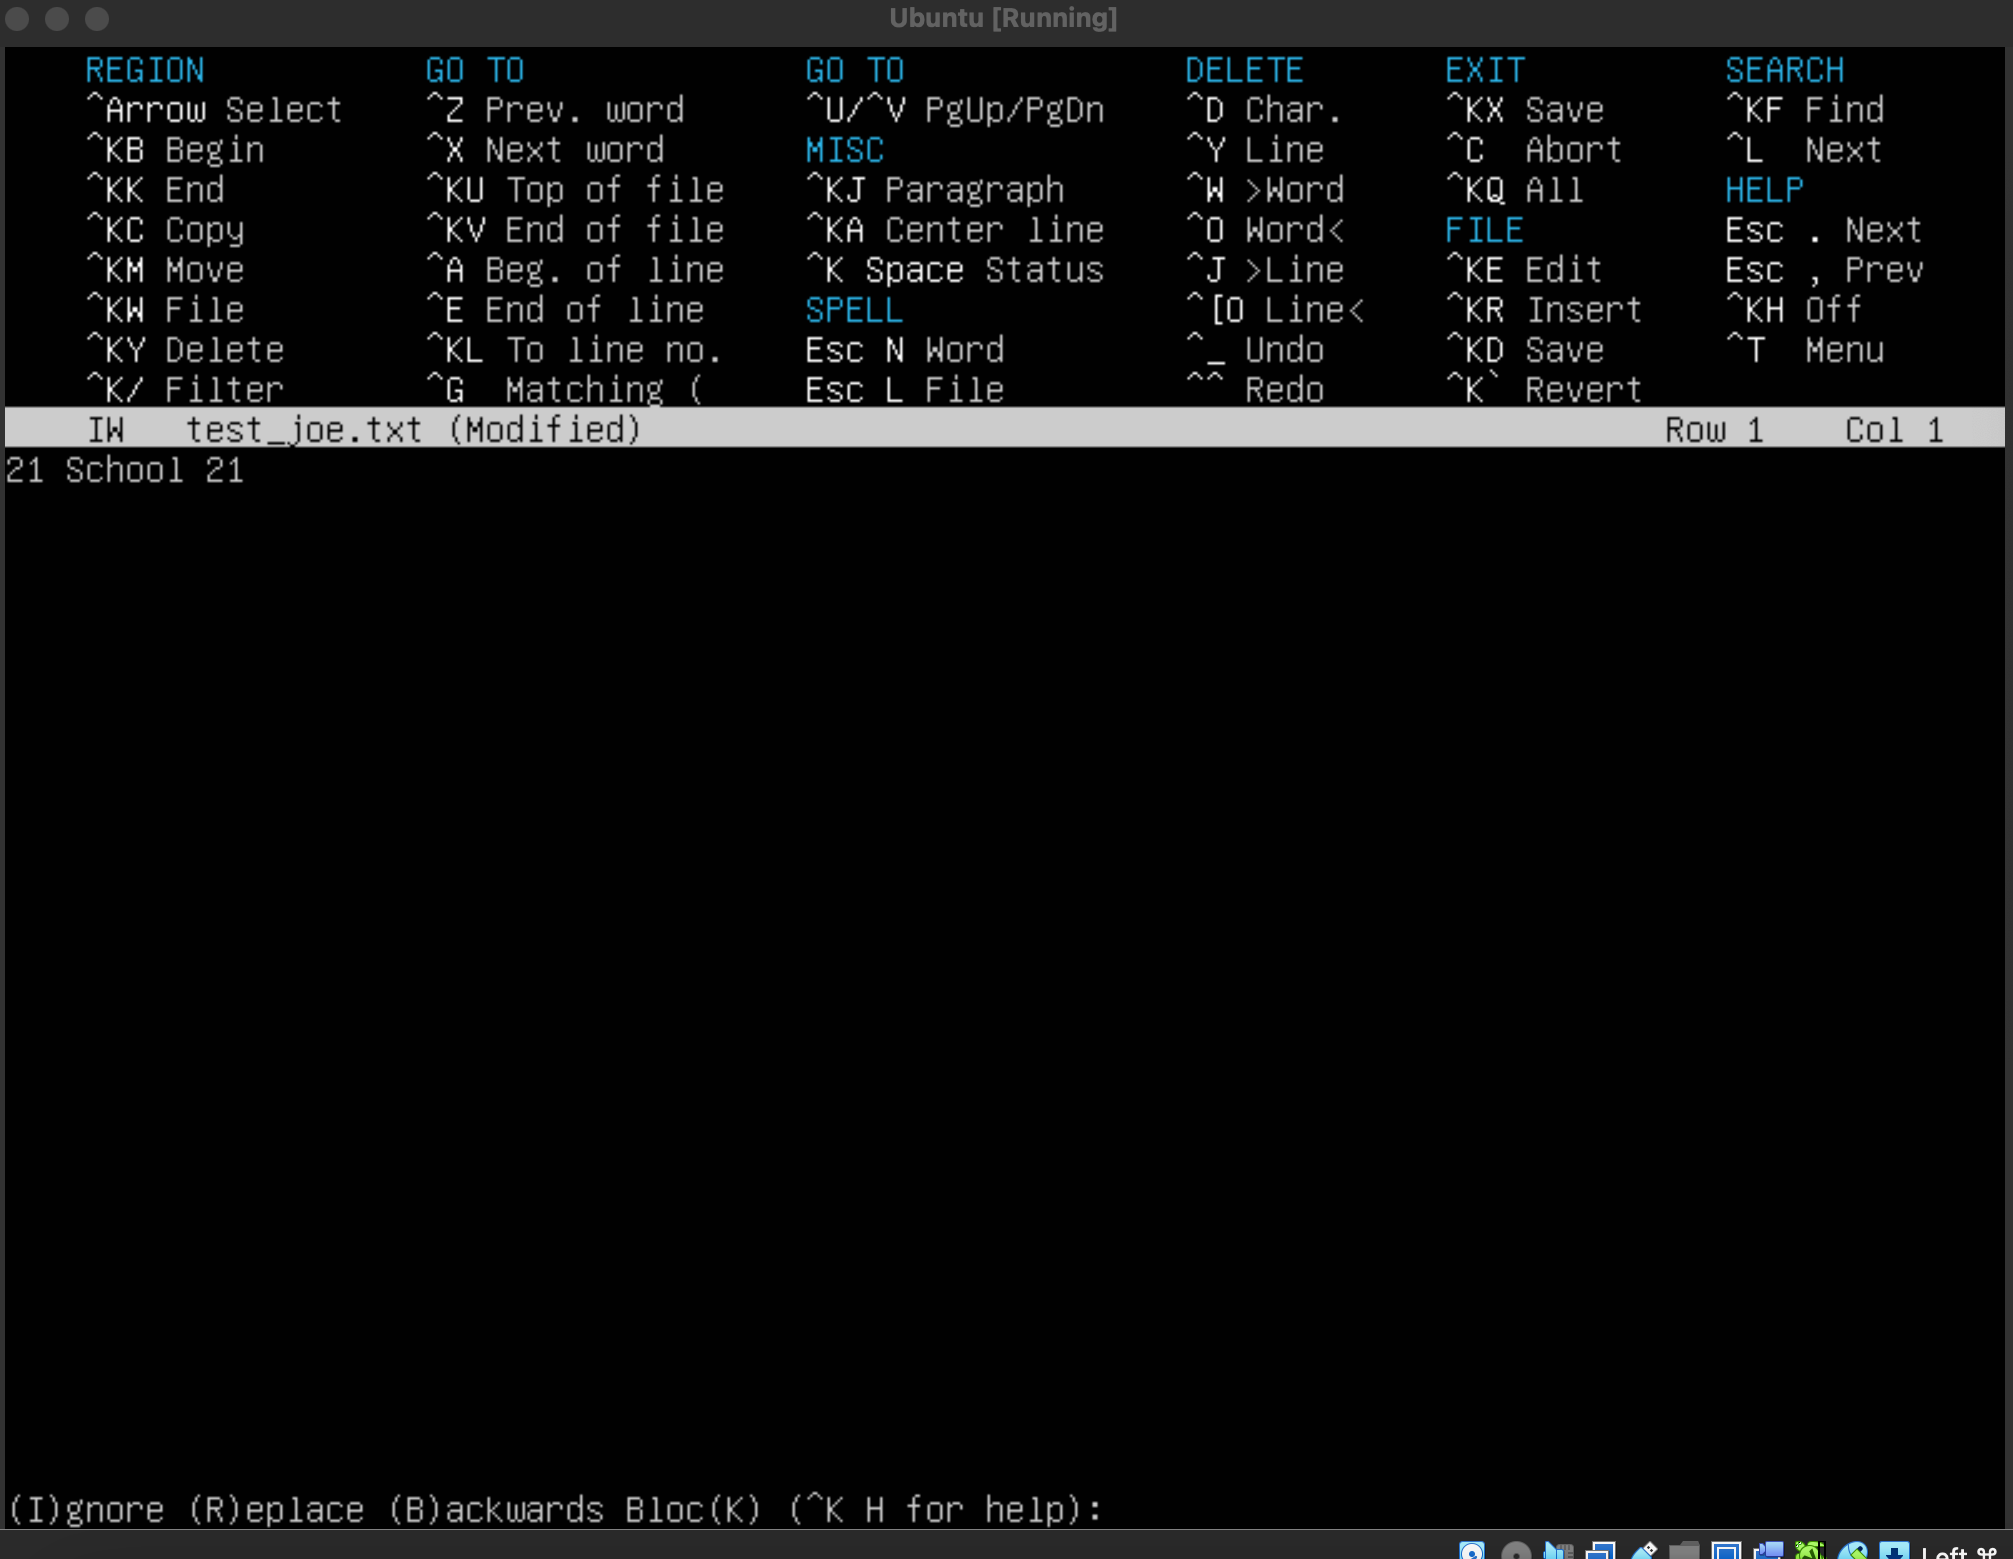 Ubuntu [Running]
REGION GO TO GO TO DELETE EXIT SEARCH
^Arrow Select ^Z Prev. word ^U/^V PgUp/PgDn ^D Char. ^KX Save ^KF Find
^KB Begin ^X Next word MISC ^Y Line ^C Abort ^L Next
^KK End ^KU Top of file ^KJ Paragraph ^W >Word ^KQ All HELP
^KC Copy ^KV End of file ^KA Center line ^O Word< FILE Esc . Next
^KM Move ^A Beg. of line ^K Space Status ^J >Line ^KE Edit Esc , Prev
^KW File ^E End of line SPELL ^[O Line< ^KR Insert ^KH Off
^KY Delete ^KL To line no. Esc N Word ^_ Undo ^KD Save ^T Menu
^K/ Filter ^G Matching ( Esc L File ^^ Redo ^K` Revert
IW test_joe.txt (Modified) Row 1 Col 1
21 School 21
(I)gnore (R)eplace (B)ackwards Bloc(K) (^K H for help):
Left ⌘